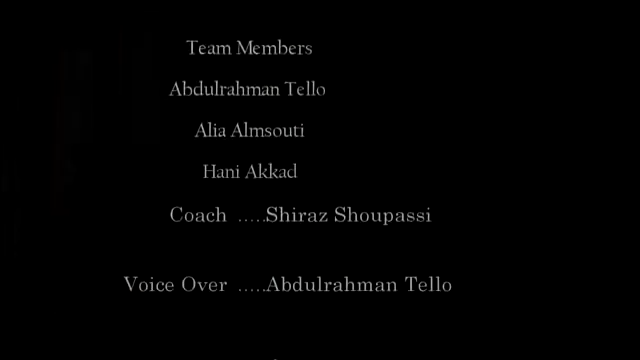 Team Members
Abdulrahman Tello
Alia Almsouti
Hani Akkad
Coach .....Shiraz Shoupassi
Voice Over .....Abdulrahman Tello